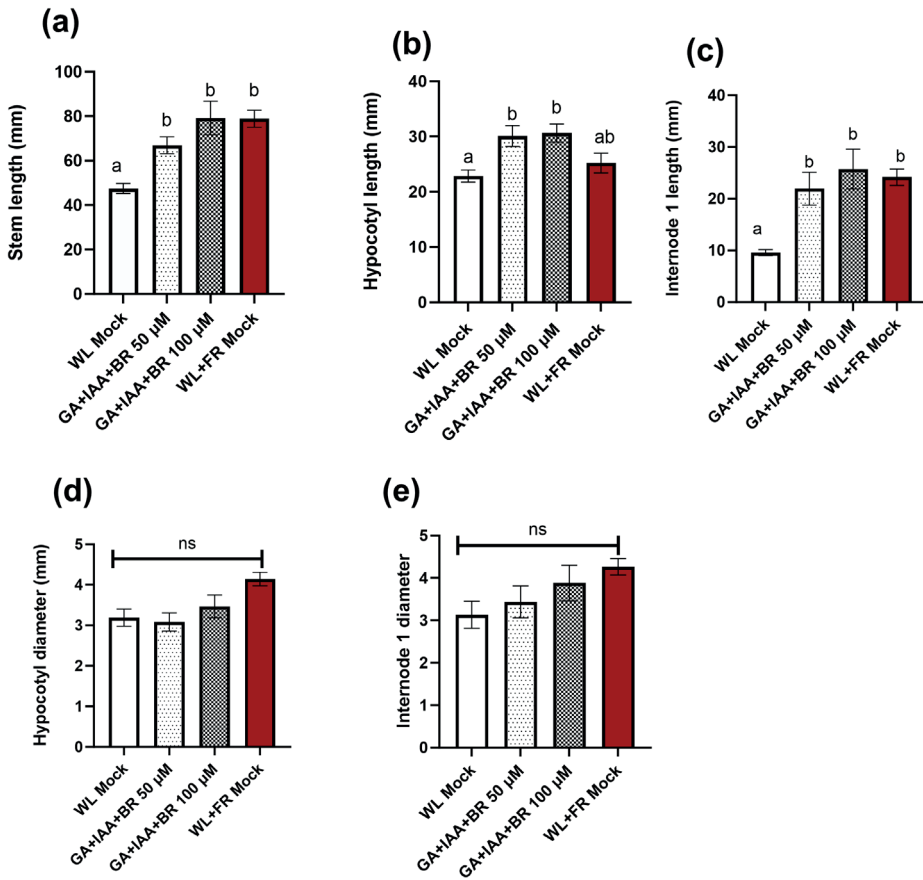 (a)
Stem length (mm)
100
80
60
40
20
0
a
b
b
b
WL Mock
GA+IAA+BR 50 µM
GA+IAA+BR 100 µM
WL+FR Mock
(b)
Hypocotyl length (mm)
40
30
20
10
0
a
b
b
ab
WL Mock
GA+IAA+BR 50 µM
GA+IAA+BR 100 µM
WL+FR Mock
(c)
Internode 1 length (mm)
40
30
20
10
0
a
b
b
b
WL Mock
GA+IAA+BR 50 µM
GA+IAA+BR 100 µM
WL+FR Mock
(d)
Hypocotyl diameter (mm)
5
4
3
2
1
0
ns
WL Mock
GA+IAA+BR 50 µM
GA+IAA+BR 100 µM
WL+FR Mock
(e)
Internode 1 diameter
5
4
3
2
1
0
ns
WL Mock
GA+IAA+BR 50 µM
GA+IAA+BR 100 µM
WL+FR Mock